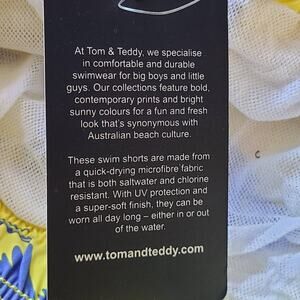 At Tom & Teddy, we specialise
in comfortable and durable
swimwear for big boys and little
guys. Our collections feature bold,
contemporary prints and bright
sunny colours for a fun and fresh
look that's synonymous with
Australian beach culture.
These swim shorts are made from
a quick-drying microfibre fabric
that is both saltwater and chlorine
resistant. With UV protection and
a super-soft finish, they can be
worn all day long – either in or out
of the water.
www.tomandteddy.com